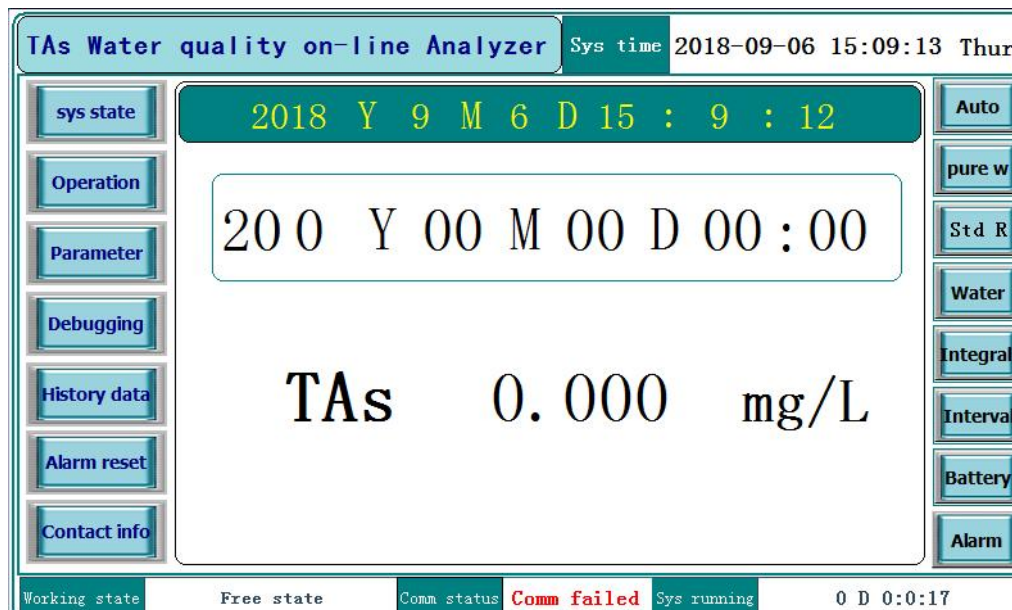 TAs Water quality on-line Analyzer Sys time 2018-09-06 15:09:13 Thur
sys state
Operation
Parameter
Debugging
History data
Alarm reset
Contact info
2018 Y 9 M 6 D 15 : 9 : 12
200 Y 00 M 00 D 00:00
TAs 0.000 mg/L
Auto
pure w
Std R
Water
Integral
Interval
Battery
Alarm
Working state Free state Comm status Comm failed Sys running 0 D 0:0:17